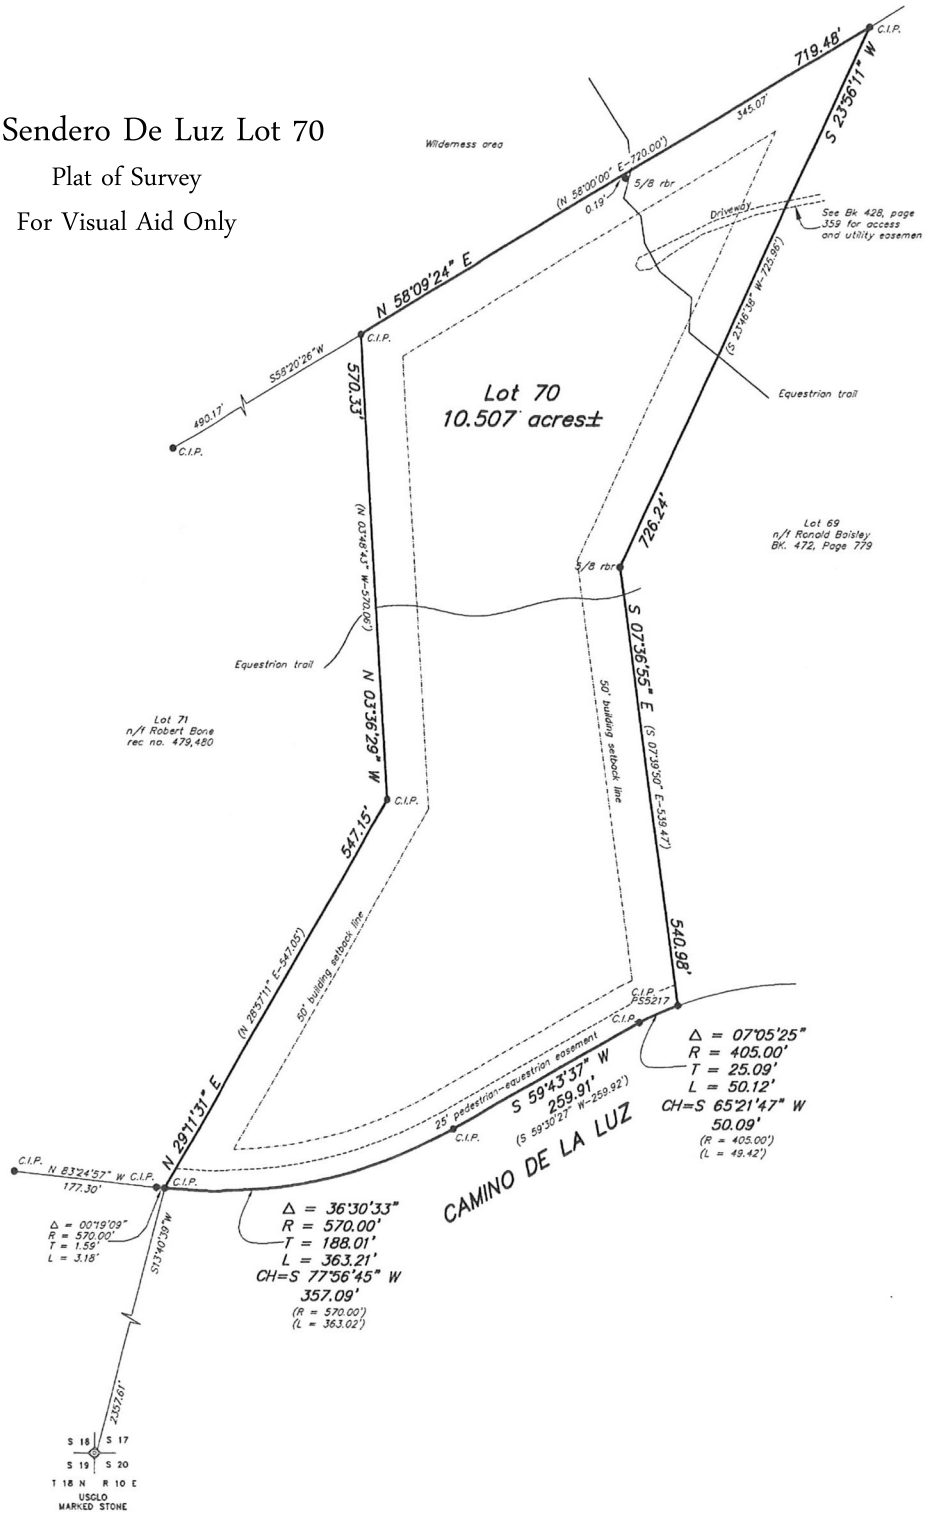 Sendero De Luz Lot 70
Plat of Survey
For Visual Aid Only
Wilderness area
719.48'
C.I.P.
S 23°56'11" W
345.07'
(N 58°00'00" E-720.00')
5/8 rbr
0.19'
Driveway
See Bk 428, page
359 for access
and utility easemen
N 58°09'24" E
(S 23°46'38" W-725.96')
C.I.P.
S58°20'26"W
570.33'
490.17'
C.I.P.
Lot 70
10.507 acres±
Equestrian trail
726.24'
Lot 69
n/f Ronald Baisley
BK. 472, Page 779
(N 03°48'43" W-570.06')
5/8 rbr
S 07°36'55" E
Equestrian trail
N 03°36'29" W
50' building setback line
(S 07°39'50" E-539.47')
Lot 71
n/f Robert Bone
rec no. 479,480
C.I.P.
547.15'
540.98'
50' building setback line
(N 28°57'11" E-547.05')
C.I.P.
PS5217
C.I.P.
Δ = 07°05'25"
R = 405.00'
T = 25.09'
L = 50.12'
CH=S 65°21'47" W
50.09'
(R = 405.00')
(L = 49.42')
25' pedestrian-equestrian easement
S 59°43'37" W
259.91'
(S 59°30'27" W-259.92')
C.I.P.
CAMINO DE LA LUZ
N 29°11'31" E
C.I.P.
N 83°24'57" W
C.I.P.
C.I.P.
177.30'
Δ = 00°19'09"
R = 570.00'
T = 1.59'
L = 3.18'
S13°40'39"W
Δ = 36°30'33"
R = 570.00'
T = 188.01'
L = 363.21'
CH=S 77°56'45" W
357.09'
(R = 570.00')
(L = 363.02')
2357.61'
S 18 S 17
S 19 S 20
T 18 N R 10 E
USGLO
MARKED STONE